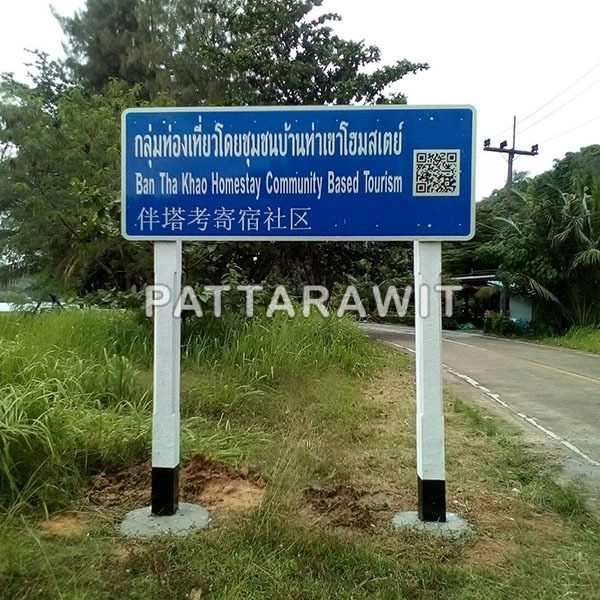 กลุ่มท่องเที่ยวโดยชุมชนบ้านท่าเขาโฮมสเตย์
Ban Tha Khao Homestay Community Based Tourism
伴塔考寄宿社区
PATTARAWIT